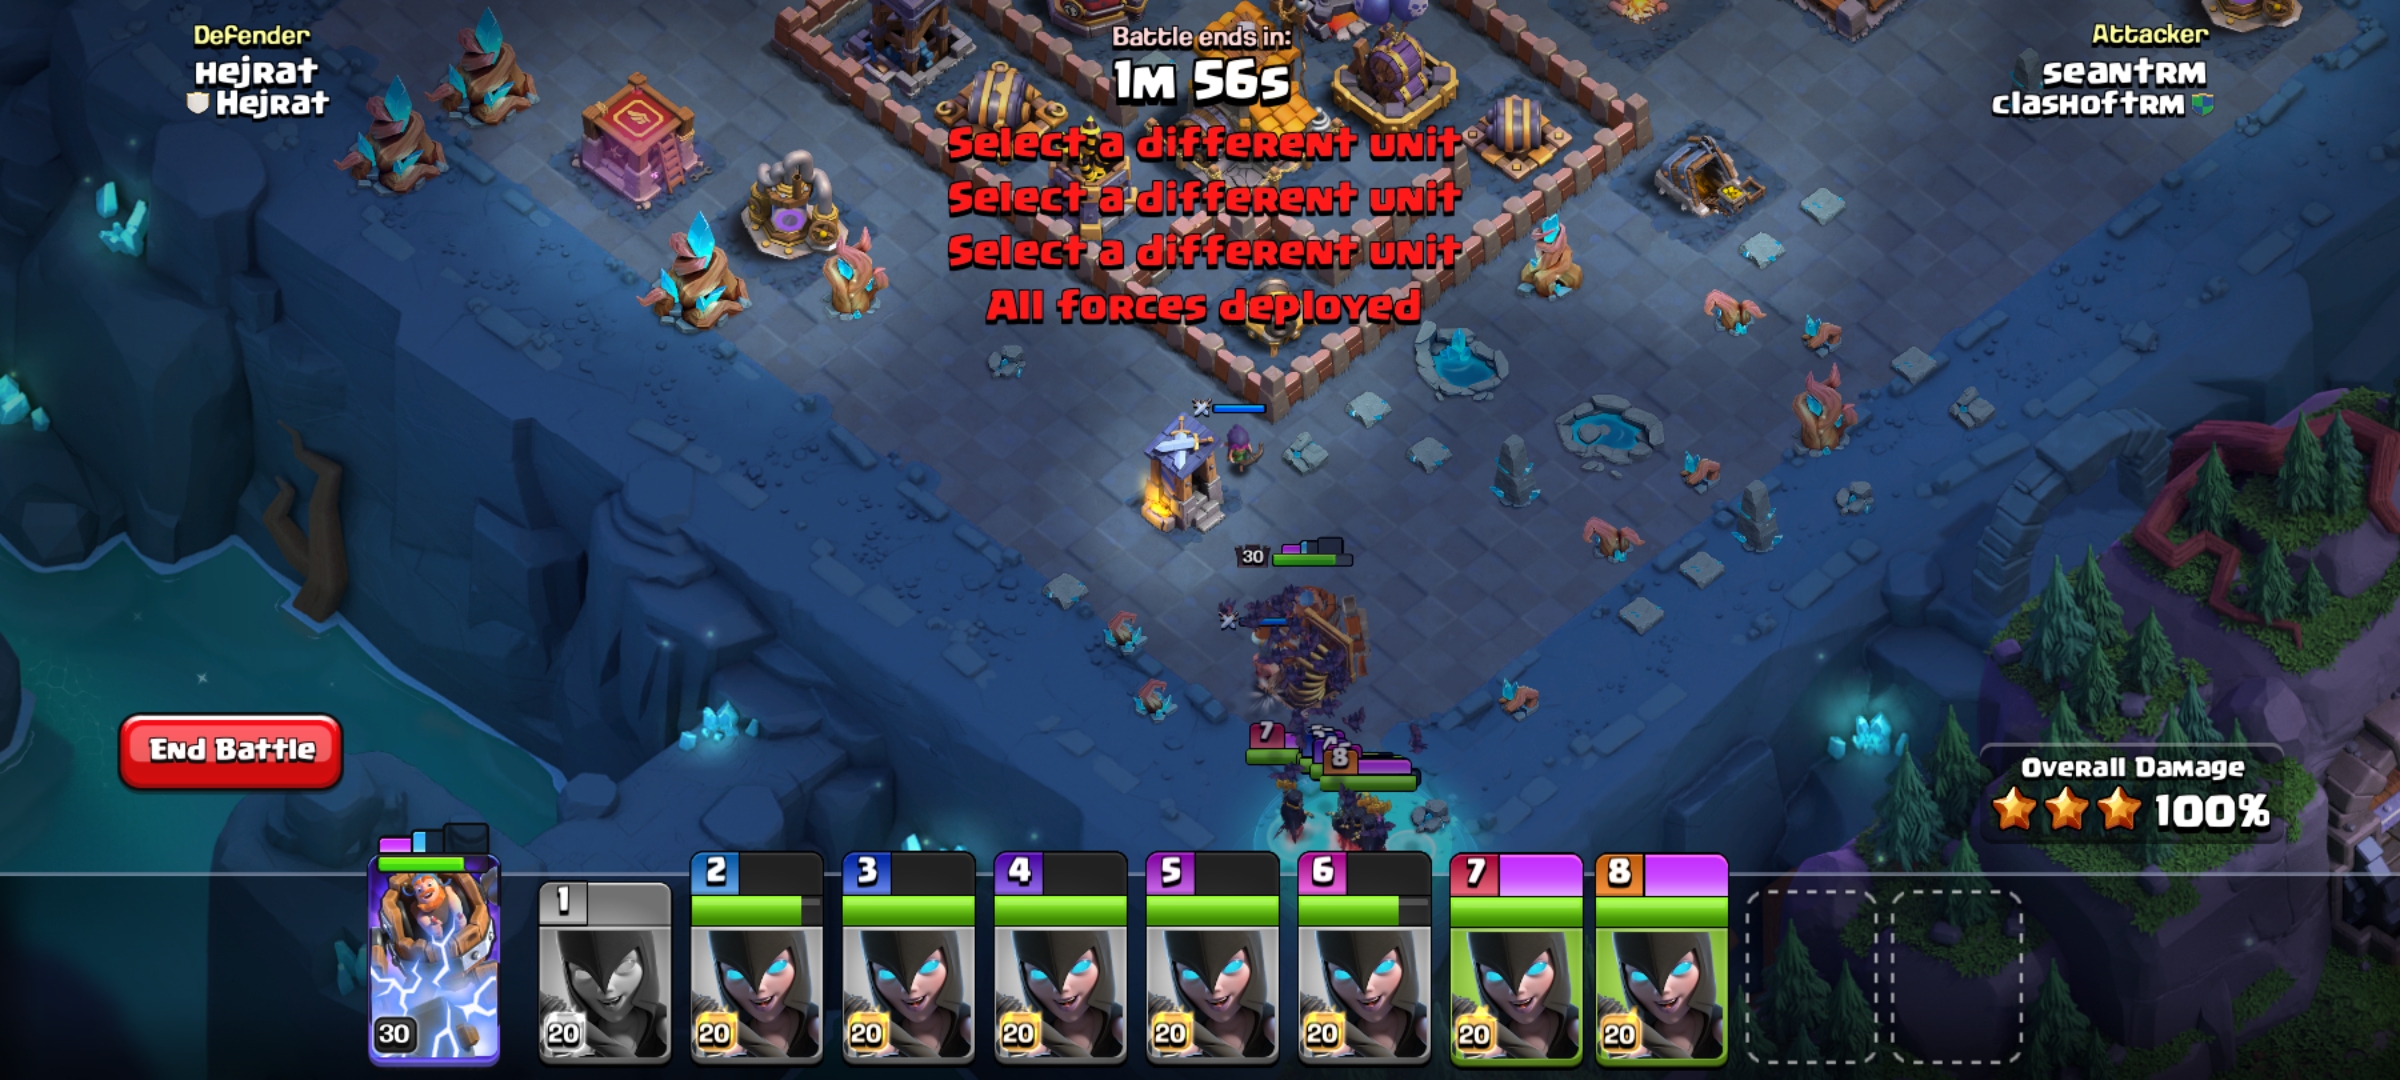 Defender
HejRat
HejRat
Battle ends in:
1M 56s
Attacker
seantRM
clashoftRM
Select a different unit
Select a different unit
Select a different unit
All forces deployed
30
7
8
End Battle
Overall Damage
100%
30
1
20
2
20
3
20
4
20
5
20
6
20
7
20
8
20